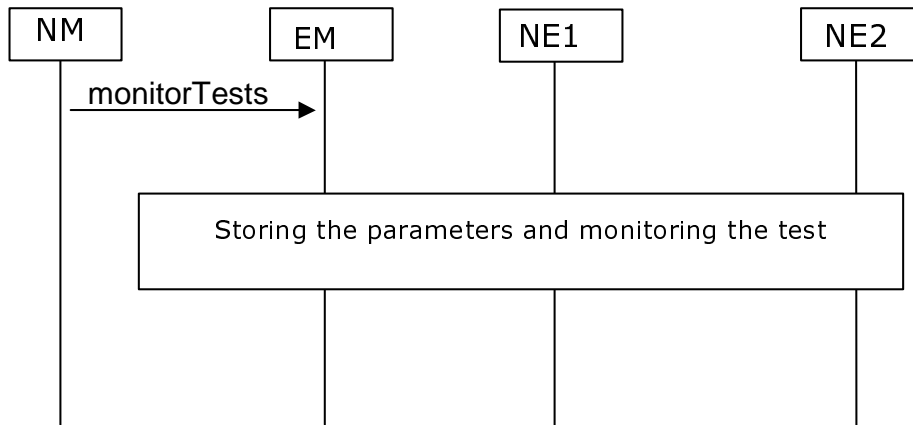 NM
EM
NE1
NE2
monitorTests
Storing the parameters and monitoring the test